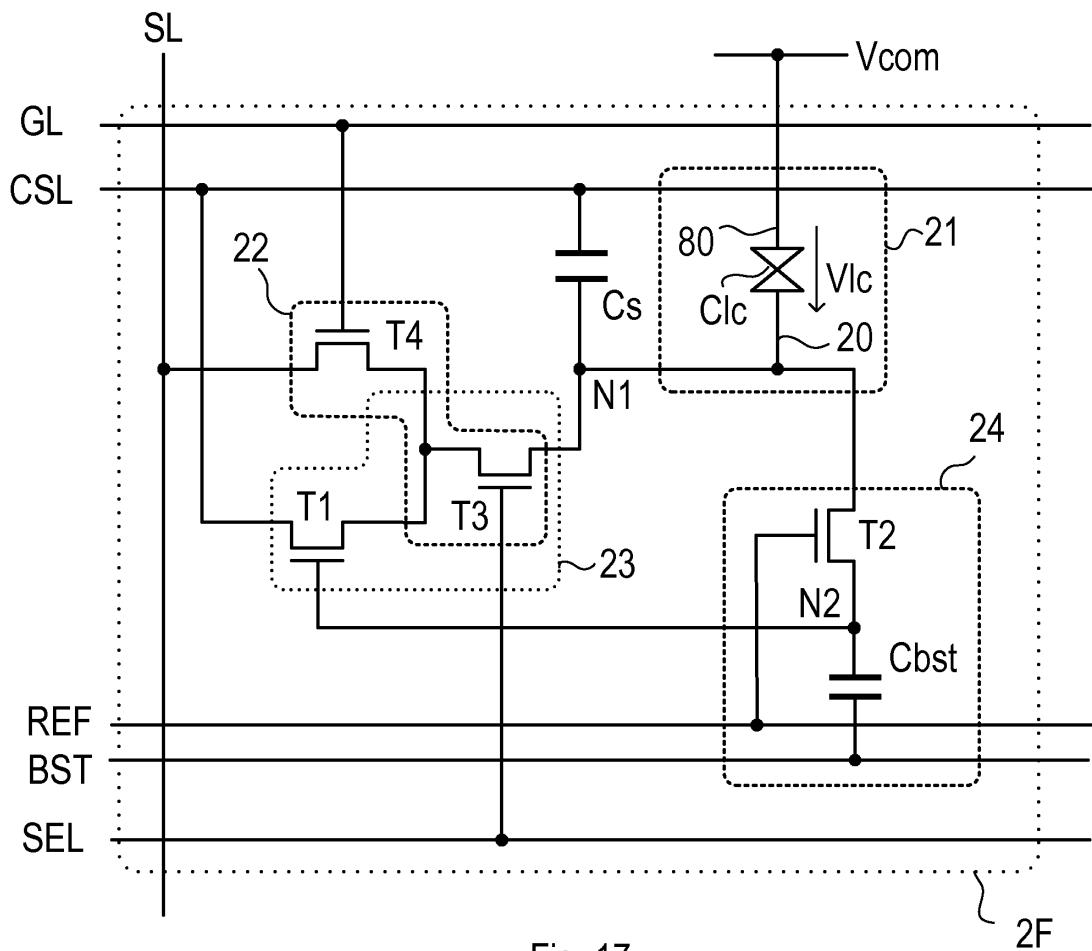 SL
Vcom
GL
CSL
22
80
21
Clc
Vlc
Cs
20
T4
N1
24
T1
T3
T2
23
N2
Cbst
REF
BST
SEL
2F
Fig. 17